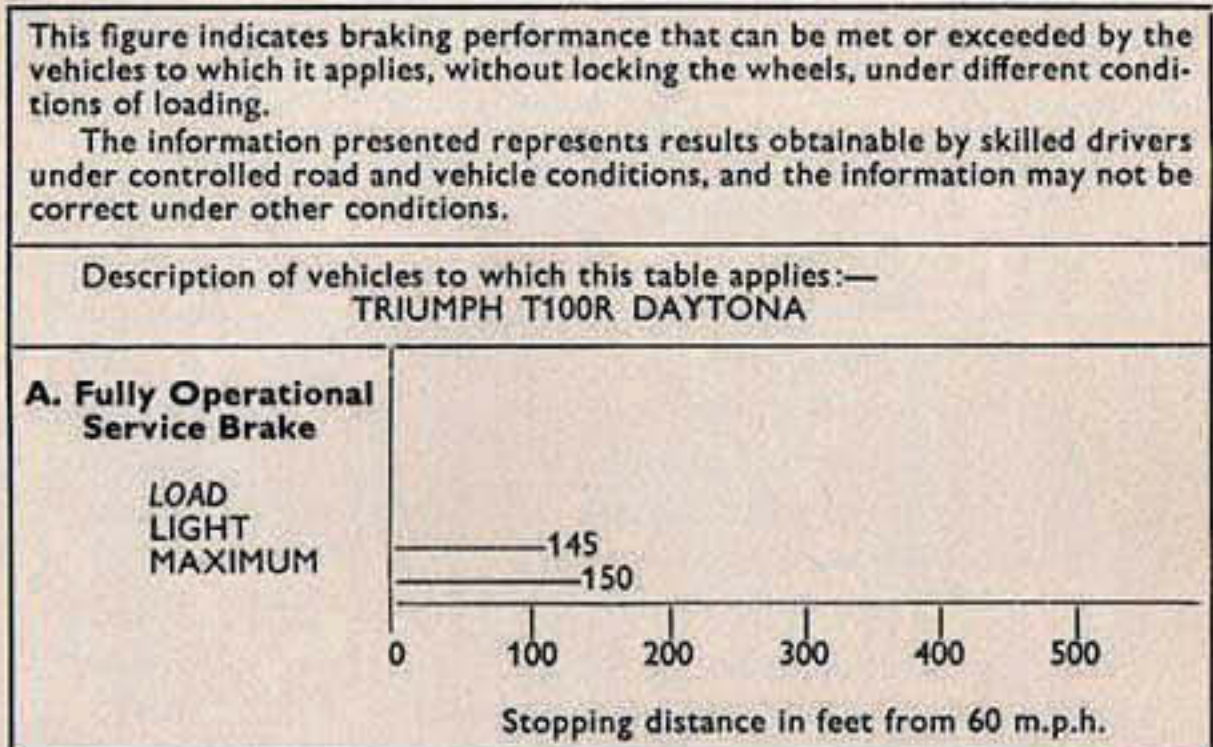 This figure indicates braking performance that can be met or exceeded by the
vehicles to which it applies, without locking the wheels, under different condi-
tions of loading.
The information presented represents results obtainable by skilled drivers
under controlled road and vehicle conditions, and the information may not be
correct under other conditions.
Description of vehicles to which this table applies:—
TRIUMPH T100R DAYTONA
A. Fully Operational
Service Brake
LOAD
LIGHT
MAXIMUM
145
150
0 100 200 300 400 500
Stopping distance in feet from 60 m.p.h.